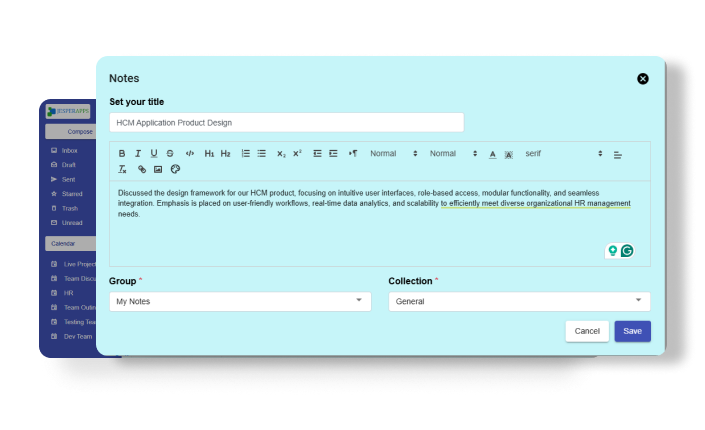 Notes
Set your title
HCM Application Product Design
B I U S </> H1 H2 x₂ x² ¶ Normal Normal A A serif
Tx
Discussed the design framework for our HCM product, focusing on intuitive user interfaces, role-based access, modular functionality, and seamless
integration. Emphasis is placed on user-friendly workflows, real-time data analytics, and scalability to efficiently meet diverse organizational HR management
needs.
G
Group *
Collection *
My Notes
General
Cancel
Save
JESPERAPPS
Compose
Inbox
Draft
Sent
Starred
Trash
Unread
Calendar
Live Project
Team Discu
HR
Team Outin
Testing Tea
Dev Team